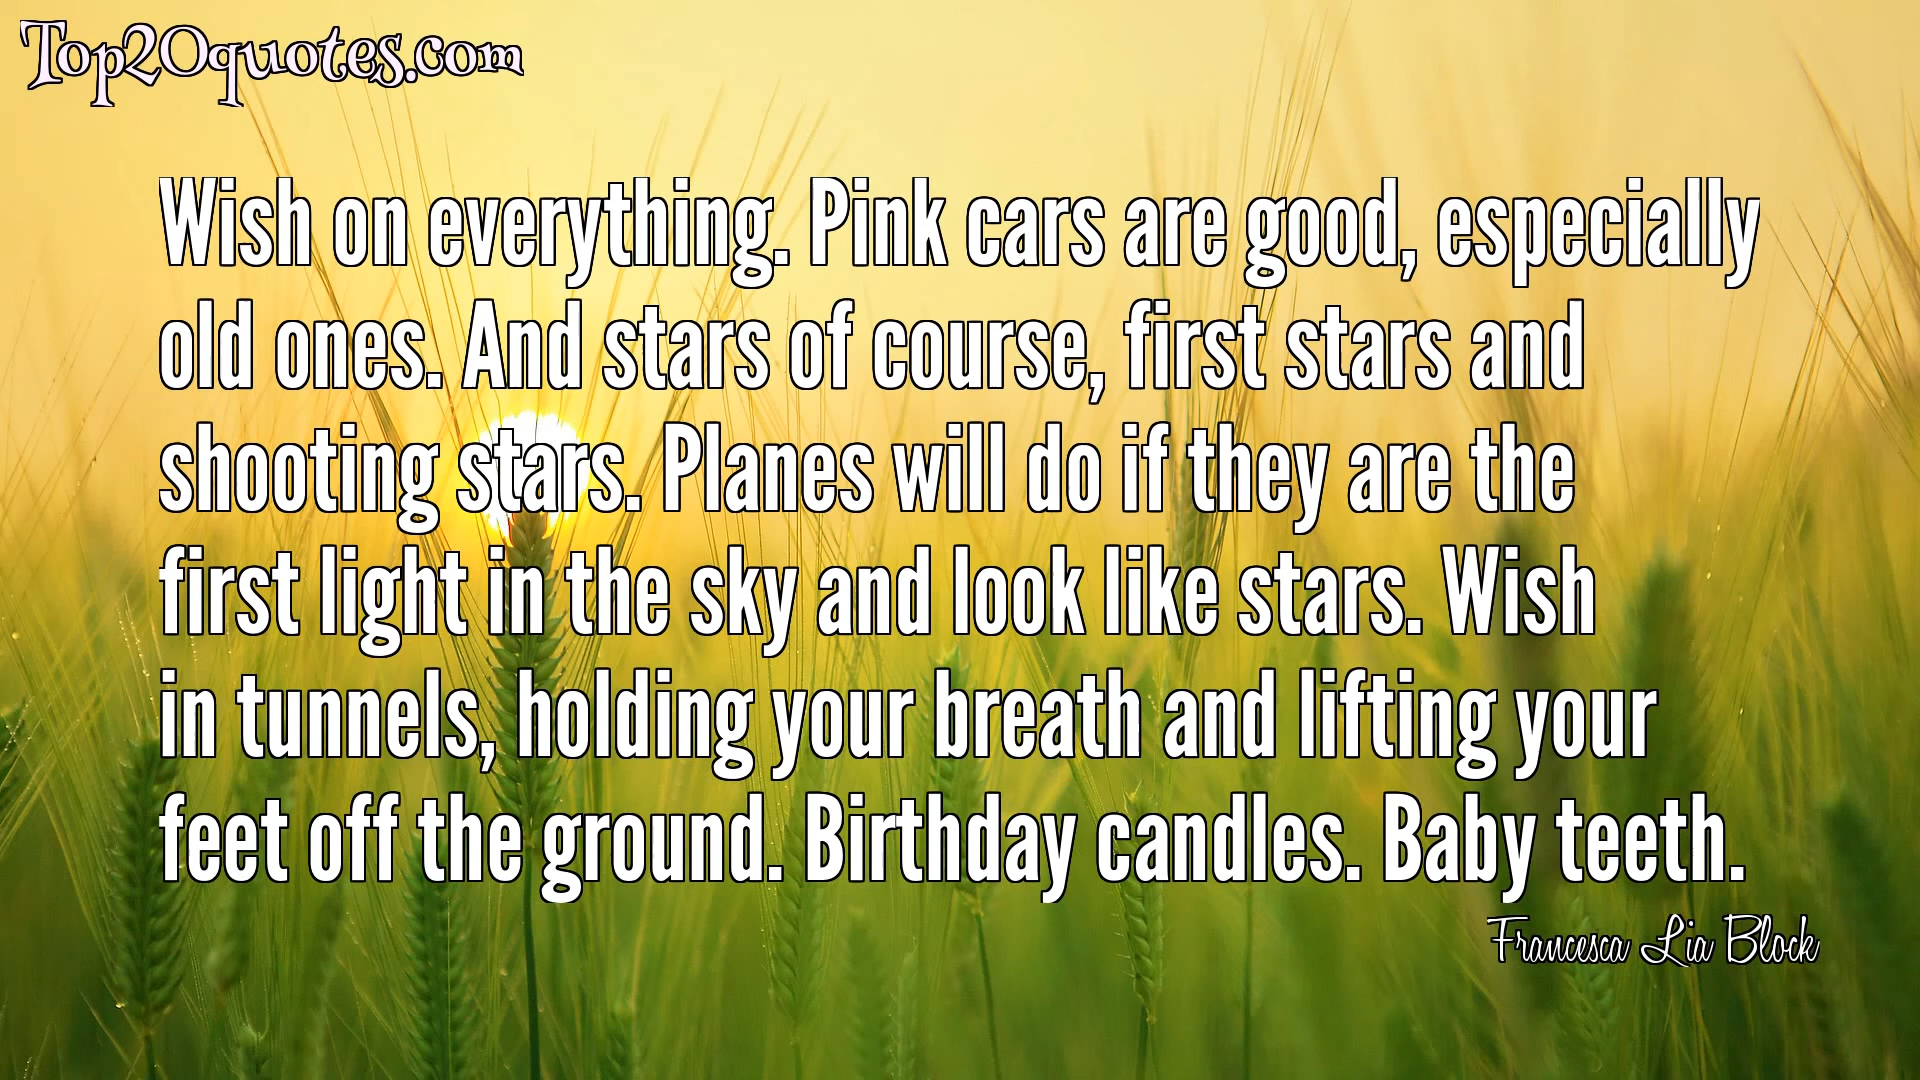 Top20quotes.com
Wish on everything. Pink cars are good, especially
old ones. And stars of course, first stars and
shooting stars. Planes will do if they are the
first light in the sky and look like stars. Wish
in tunnels, holding your breath and lifting your
feet off the ground. Birthday candles. Baby teeth.
Francesca Lia Block